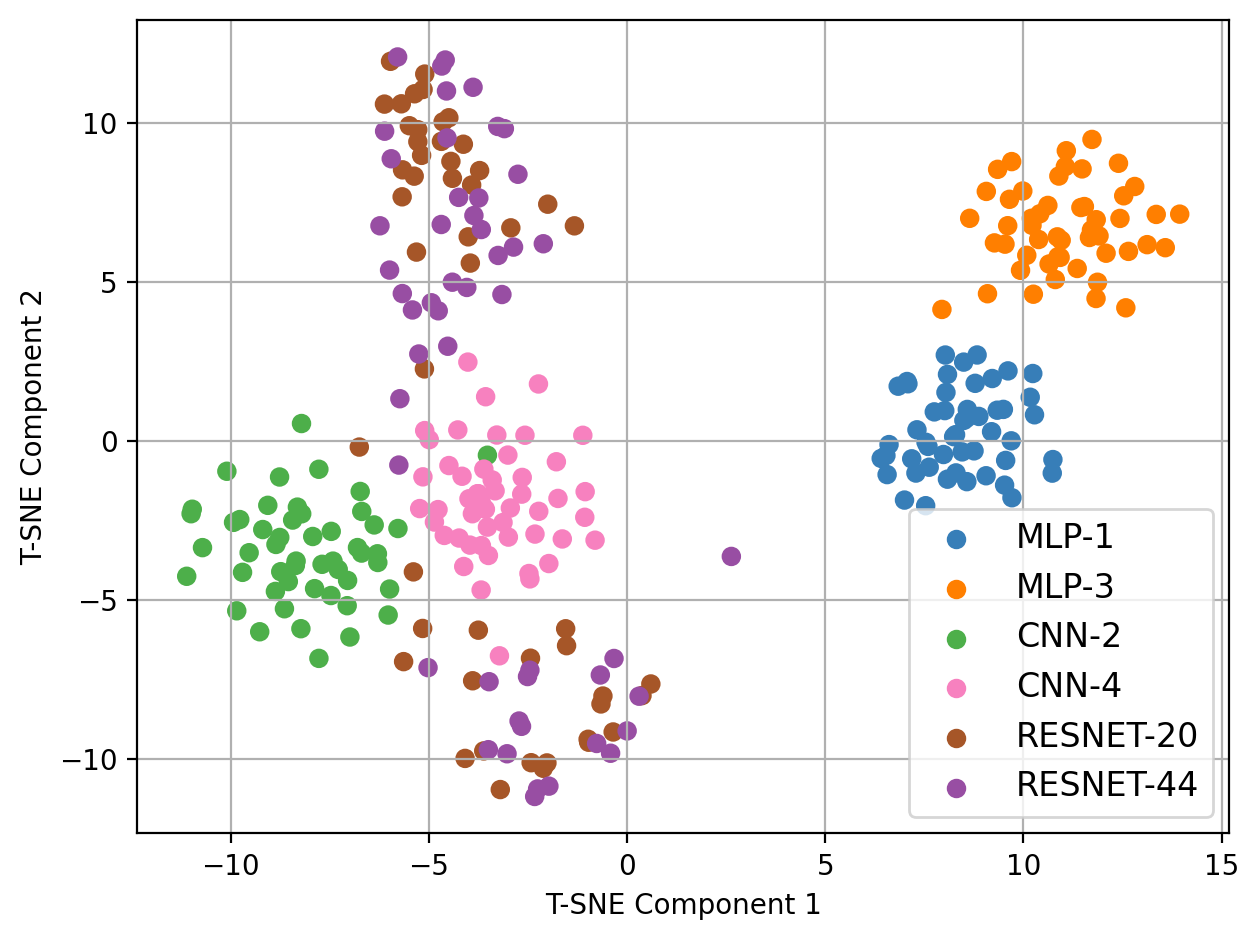 10
5
0
−5
−10
T-SNE Component 2
−10
−5
0
5
10
15
T-SNE Component 1
MLP-1
MLP-3
CNN-2
CNN-4
RESNET-20
RESNET-44